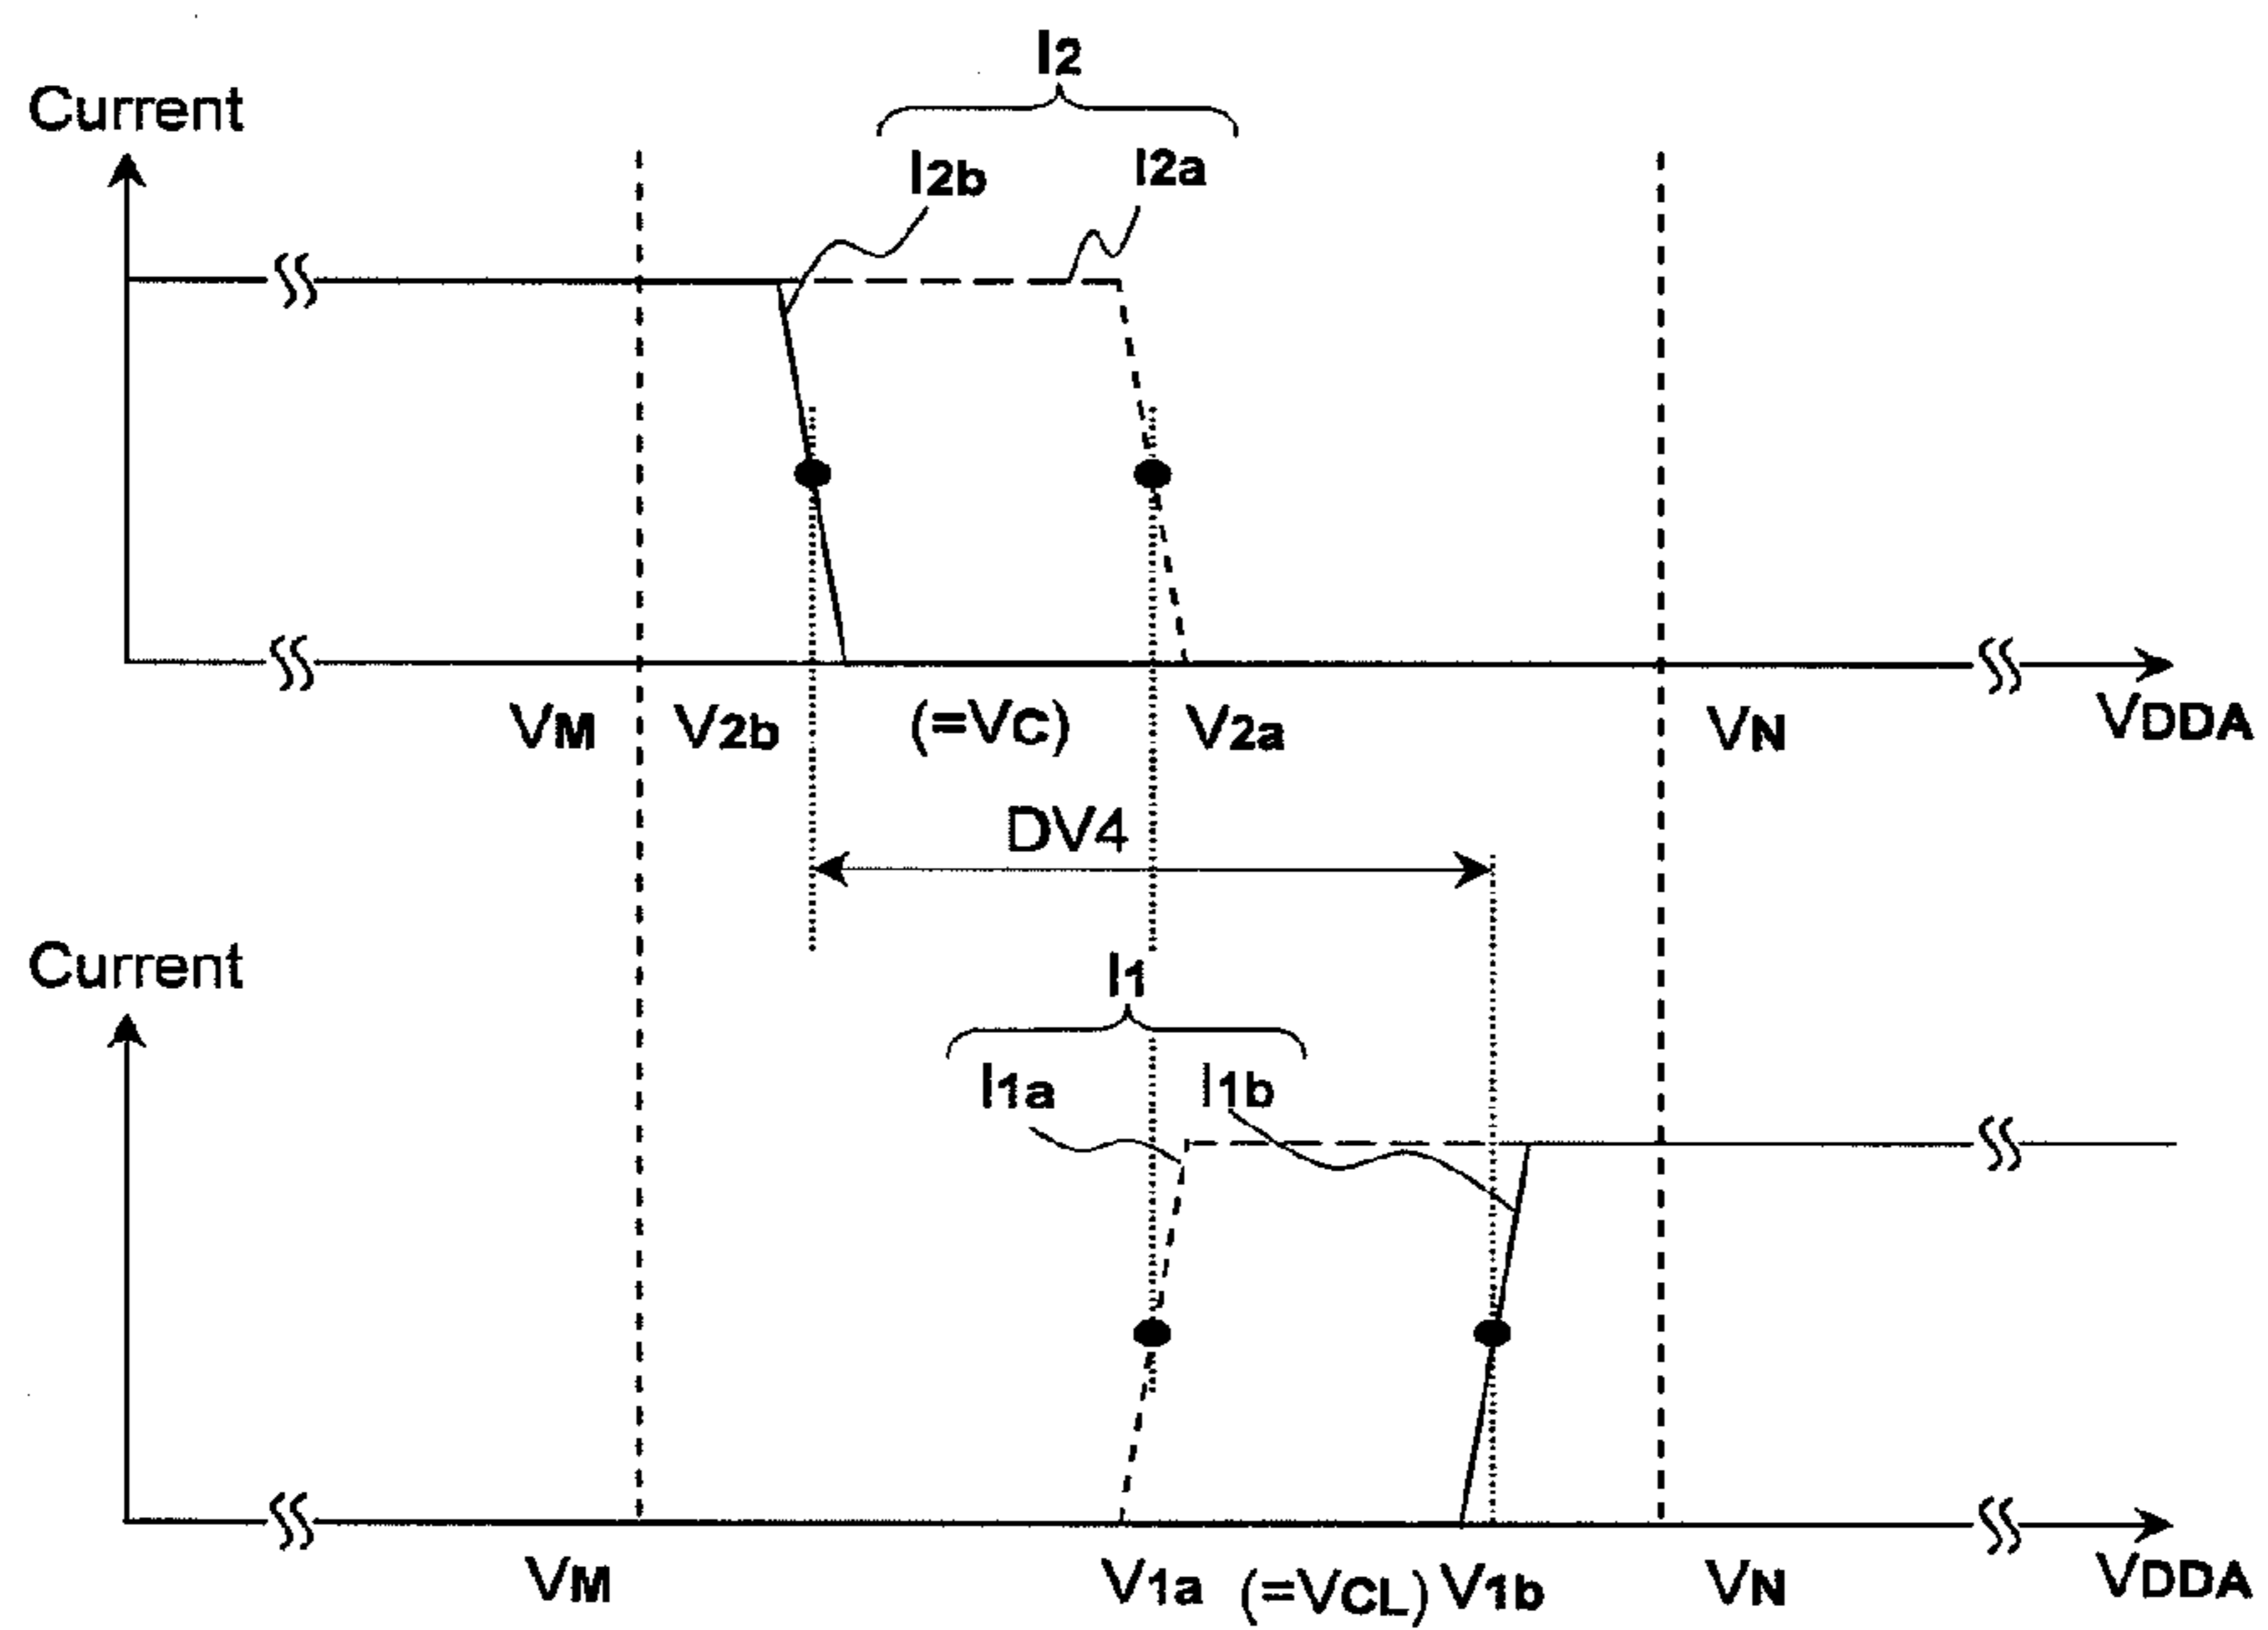 I2
Current
I2b I2a
VM V2b (=VC) V2a VN VDDA
DV4
Current
I1
I1a I1b
VM V1a (=VCL) V1b VN VDDA